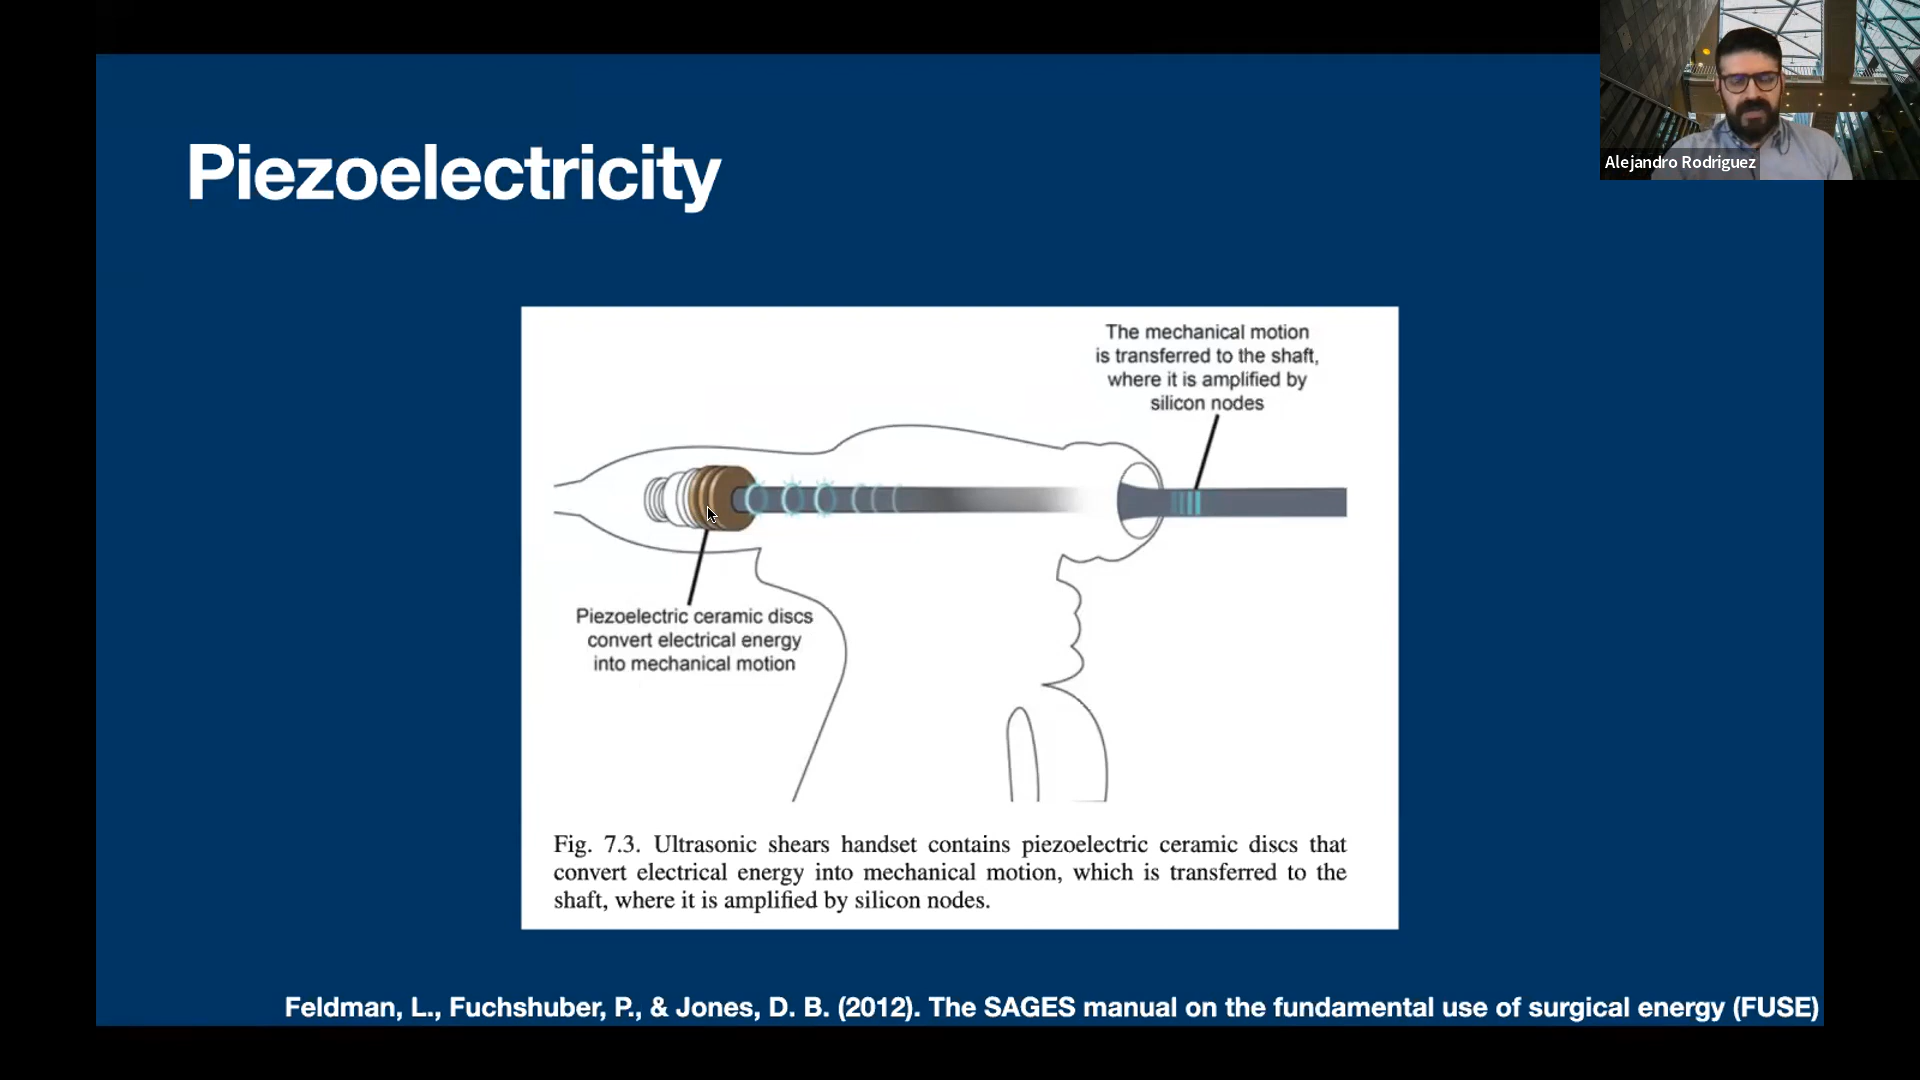 Alejandro Rodriguez
Piezoelectricity
The mechanical motion
is transferred to the shaft,
where it is amplified by
silicon nodes
Piezoelectric ceramic discs
convert electrical energy
into mechanical motion
Fig. 7.3. Ultrasonic shears handset contains piezoelectric ceramic discs that
convert electrical energy into mechanical motion, which is transferred to the
shaft, where it is amplified by silicon nodes.
Feldman, L., Fuchshuber, P., & Jones, D. B. (2012). The SAGES manual on the fundamental use of surgical energy (FUSE)